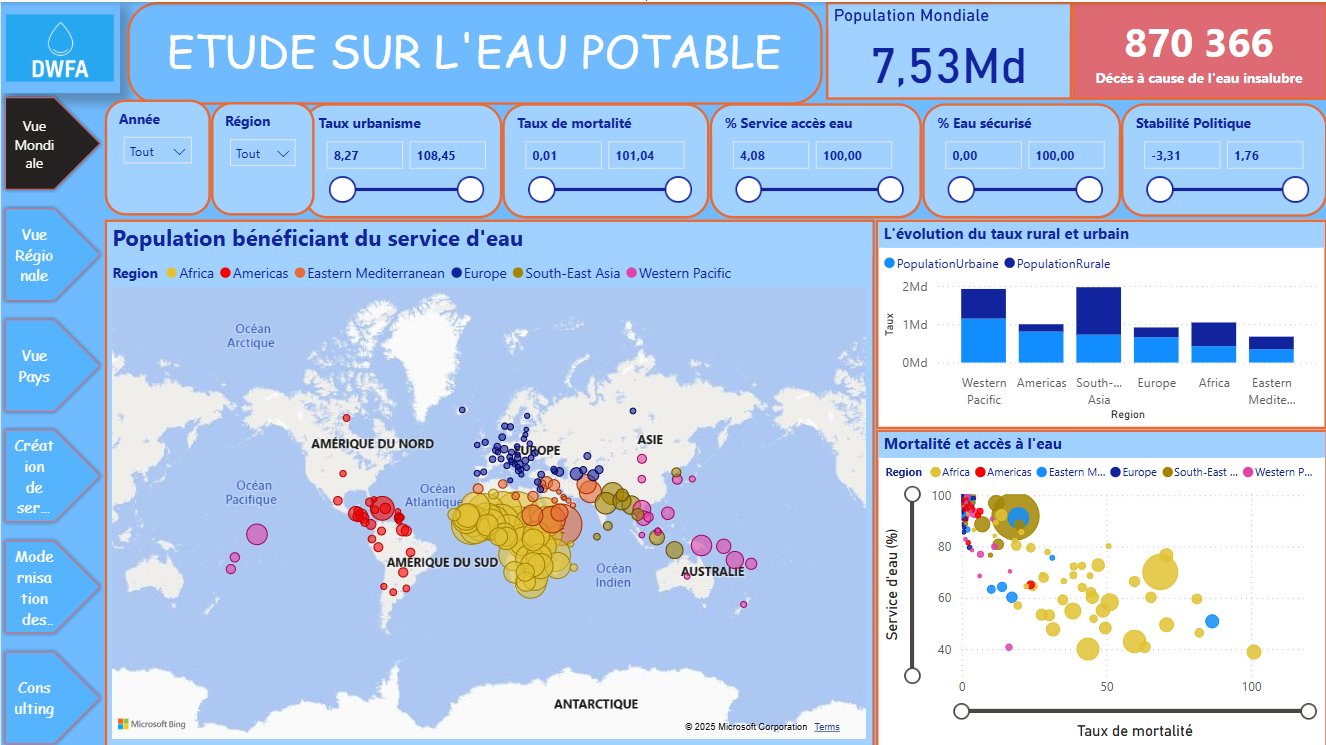 DWFA
ETUDE SUR L'EAU POTABLE
Population Mondiale
7,53Md
870 366
Décès à cause de l'eau insalubre
Vue
Mondi
ale
Vue
Régio
nale
Vue
Pays
Créat
ion
de
ser...
Mode
rnisa
tion
des..
Cons
ulting
Année
Tout
Région
Tout
Taux urbanisme
8,27 108,45
Taux de mortalité
0,01 101,04
% Service accès eau
4,08 100,00
% Eau sécurisé
0,00 100,00
Stabilité Politique
-3,31 1,76
Population bénéficiant du service d'eau
Region Africa Americas Eastern Mediterranean Europe South-East Asia Western Pacific
Océan
Arctique
AMÉRIQUE DU NORD
EUROPE
ASIE
Océan
Pacifique
Océan
Atlantique
AMÉRIQUE DU SUD
Océan
Indien
AUSTRALIE
ANTARCTIQUE
Microsoft Bing
© 2025 Microsoft Corporation Terms
L'évolution du taux rural et urbain
PopulationUrbaine PopulationRurale
Taux
2Md
1Md
0Md
Western
Pacific
Americas
South-...
Asia
Europe
Africa
Eastern
Medite...
Region
Mortalité et accès à l'eau
Region Africa Americas Eastern M... Europe South-East ... Western P...
Service d'eau (%)
100
80
60
40
0 50 100
Taux de mortalité